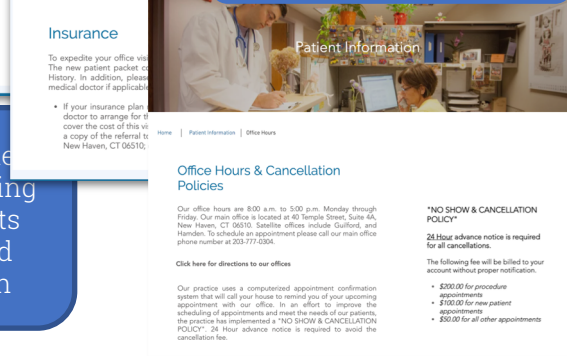 Insurance
To expedite your office visi
The new patient packet co
History. In addition, pleas
medical doctor if applicable
• If your insurance plan
doctor to arrange for th
cover the cost of this vis
a copy of the referral to
New Haven, CT 06510;
ing
ts
d
n
Patient Information
Home | Patient Information | Office Hours
Office Hours & Cancellation
Policies
Our office hours are 8:00 a.m. to 5:00 p.m. Monday through
Friday. Our main office is located at 40 Temple Street, Suite 4A,
New Haven, CT 06510. Satellite offices include Guilford, and
Hamden. To schedule an appointment please call our main office
phone number at 203-777-0304.
Click here for directions to our offices
Our practice uses a computerized appointment confirmation
system that will call your house to remind you of your upcoming
appointment with our office. In an effort to improve the
scheduling of appointments and meet the needs of our patients,
the practice has implemented a "NO SHOW & CANCELLATION
POLICY". 24 Hour advance notice is required to avoid the
cancellation fee.
"NO SHOW & CANCELLATION
POLICY"
24 Hour advance notice is required
for all cancellations.
The following fee will be billed to your
account without proper notification.
• $200.00 for procedure
appointments
• $100.00 for new patient
appointments
• $50.00 for all other appointments